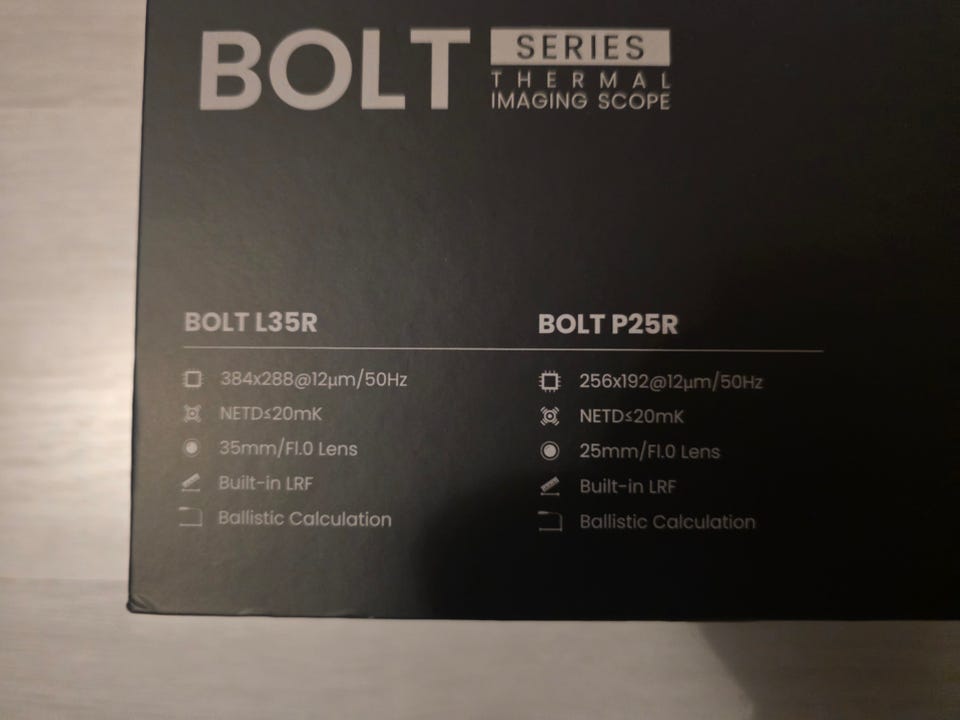 BOLT SERIES
THERMAL
IMAGING SCOPE
BOLT L35R
384x288@12μm/50Hz
NETD≤20mK
35mm/F1.0 Lens
Built-in LRF
Ballistic Calculation
BOLT P25R
256x192@12μm/50Hz
NETD≤20mK
25mm/F1.0 Lens
Built-in LRF
Ballistic Calculation